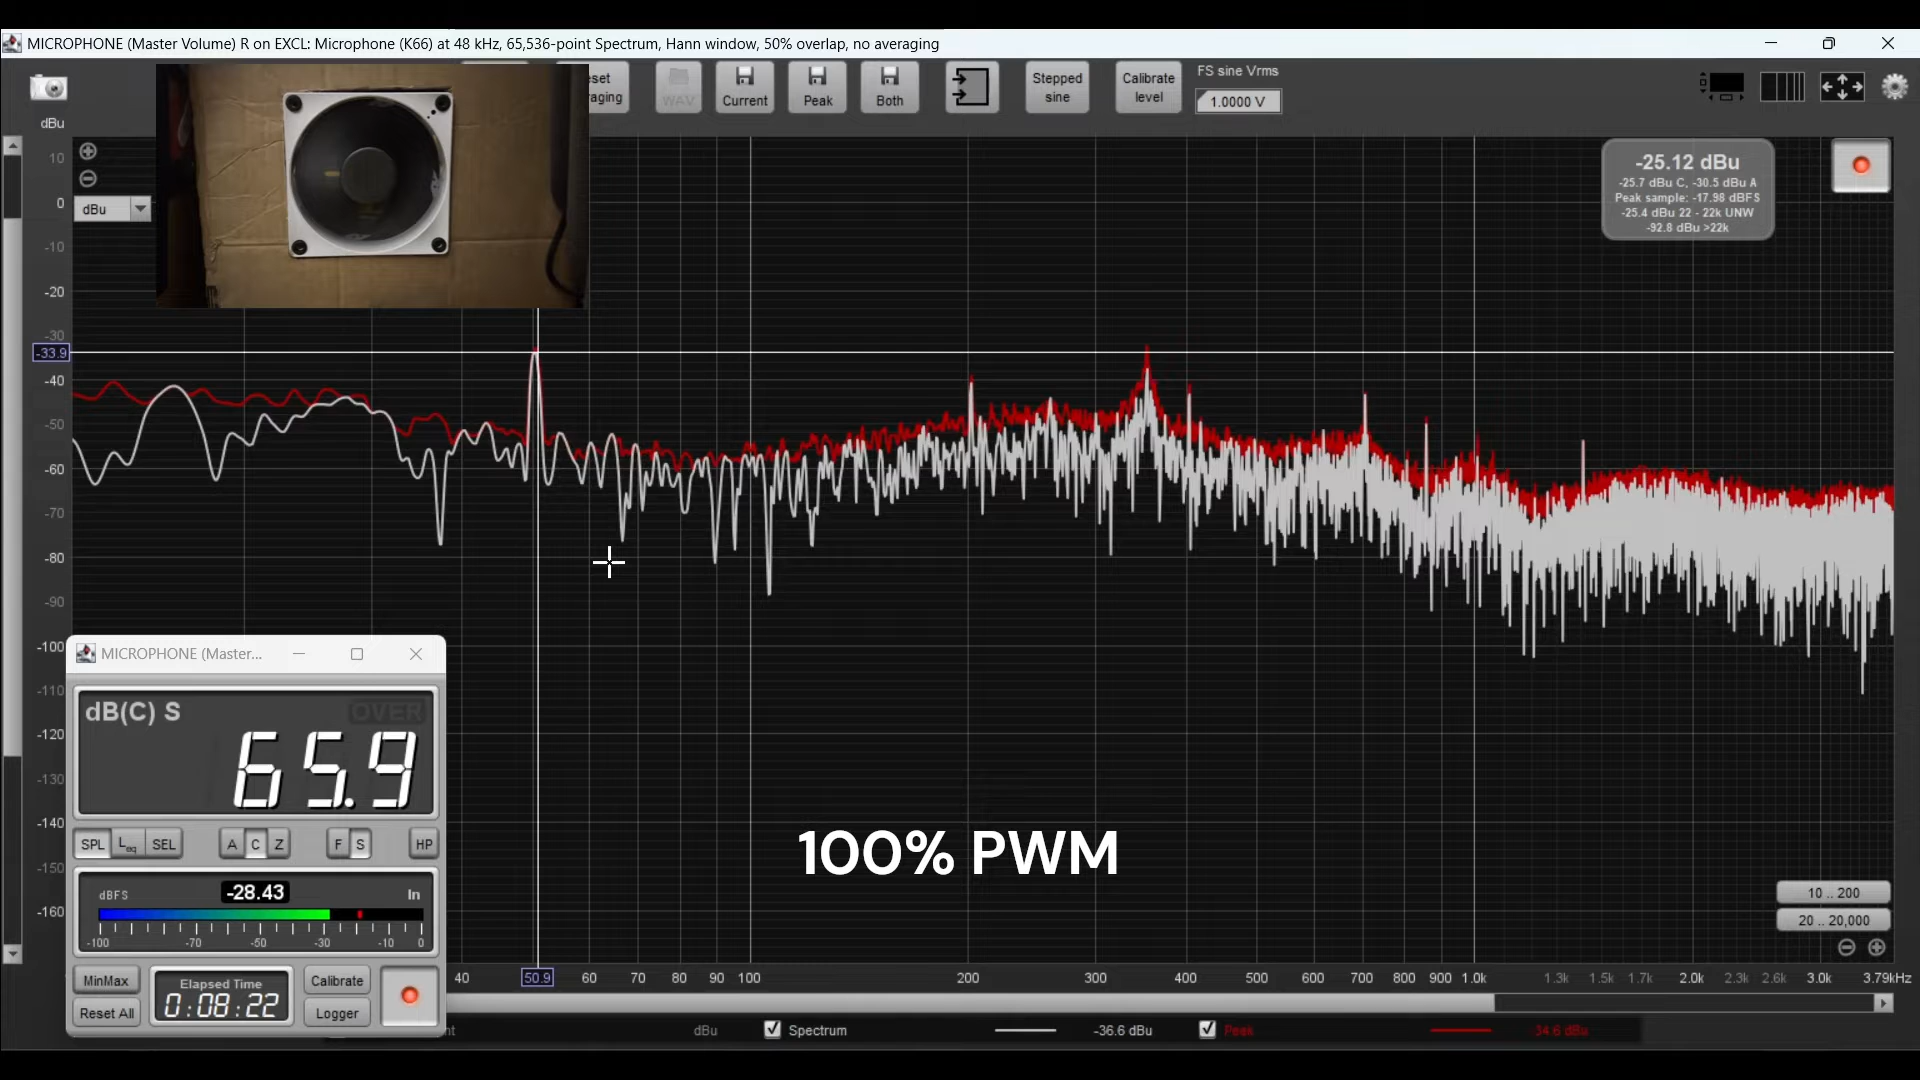 MICROPHONE (Master Volume) R on EXCL: Microphone (K66) at 48 kHz, 65,536-point Spectrum, Hann window, 50% overlap, no averaging
eset
raging
WAV
Current
Peak
Both
Stepped
sine
Calibrate
level
FS sine Vrms
1.0000 V
dBu
10
0
-10
-20
-30
-33.9
-40
-50
-60
-70
-80
-90
-100
-110
-120
-130
-140
-150
-160
dBu
-25.12 dBu
-25.7 dBu C, -30.5 dBu A
Peak sample: -17.98 dBFS
-25.4 dBu 22 - 22k UNW
-92.8 dBu >22k
MICROPHONE (Master...
dB(C) S
OVER
65.9
SPL Leq SEL A C Z F S HP
dBFS -28.43 In
-100 -70 -50 -30 -10 0
MinMax
Reset All
Elapsed Time
0:08:22
Calibrate
Logger
100% PWM
10 .. 200
20 .. 20,000
40 50.9 60 70 80 90 100 200 300 400 500 600 700 800 900 1.0k 1.3k 1.5k 1.7k 2.0k 2.3k 2.6k 3.0k 3.79kHz
nt dBu Spectrum -36.6 dBu Peak -34.6 dBu